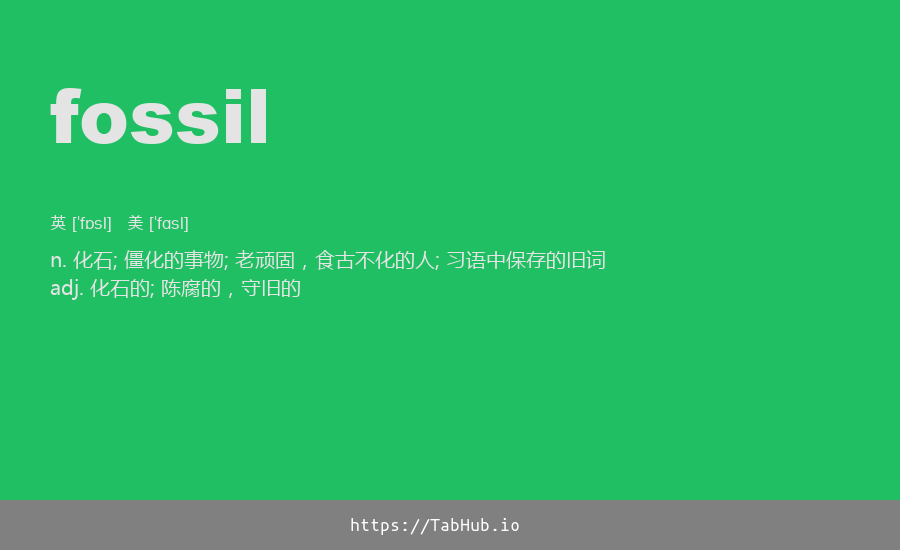 fossil
英 ['fɒsl] 美 ['fɑsl]
n. 化石; 僵化的事物; 老顽固，食古不化的人; 习语中保存的旧词
adj. 化石的; 陈腐的，守旧的
https://TabHub.io